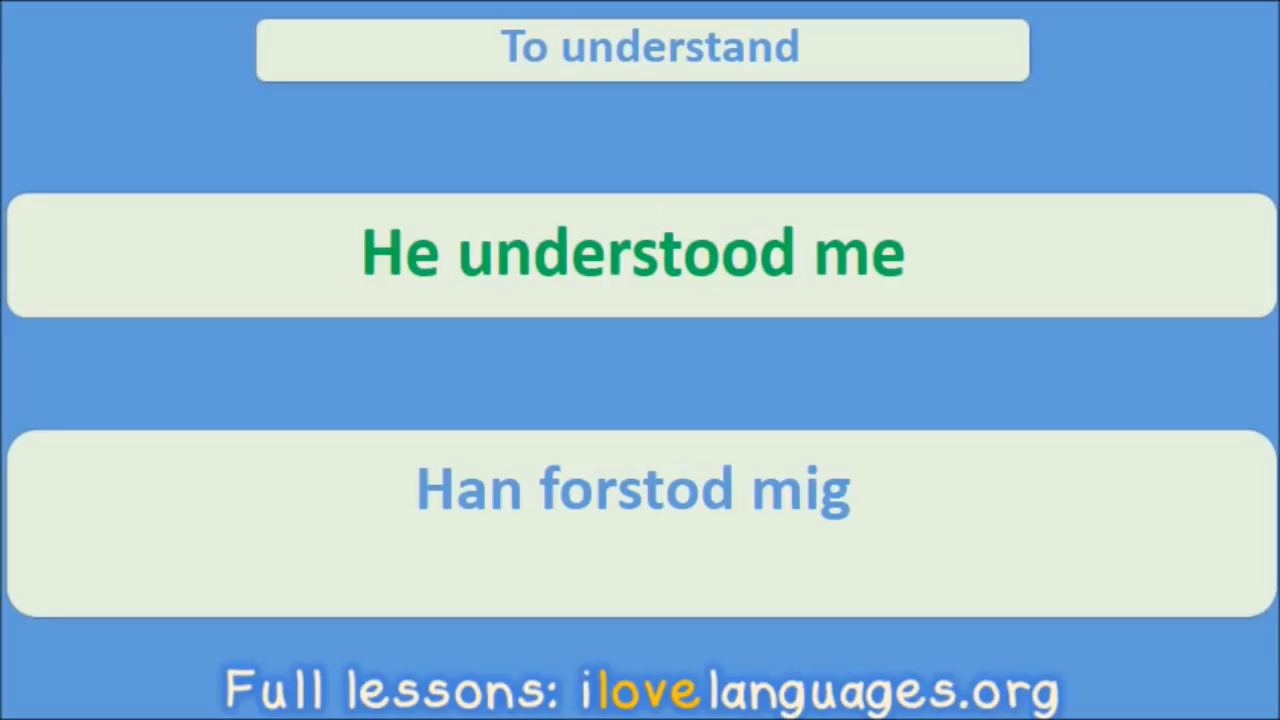 To understand
He understood me
Han forstod mig
Full lessons: ilovelanguages.org